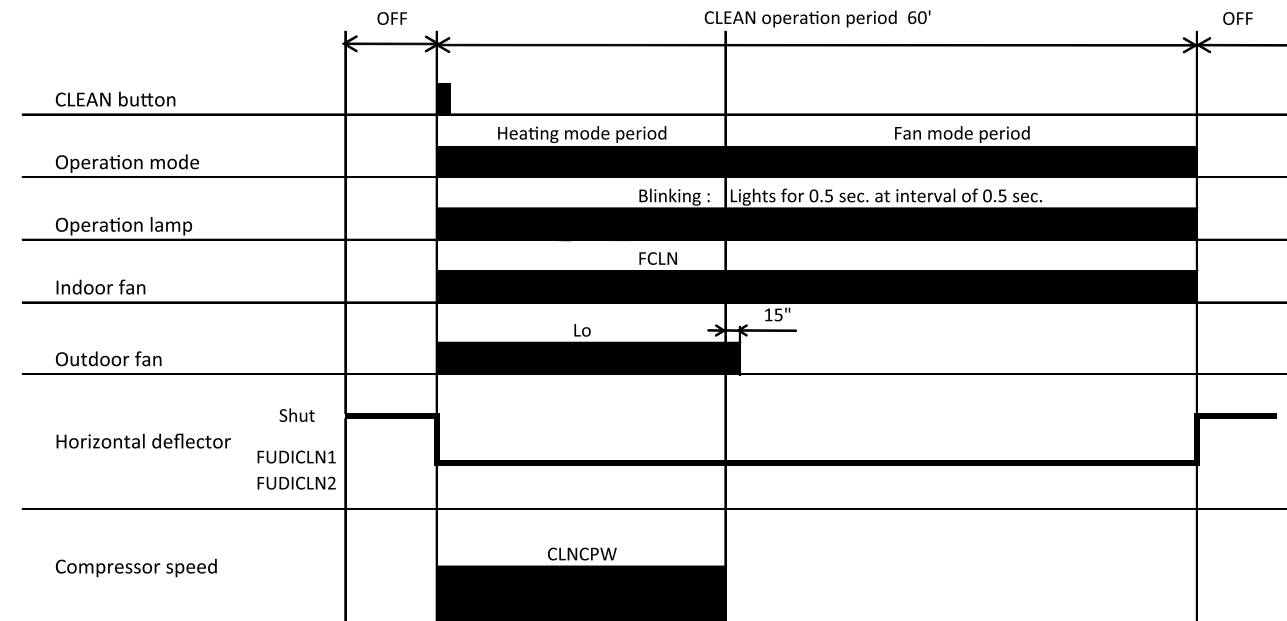 OFF
CLEAN operation period 60'
OFF
CLEAN button
Heating mode period
Fan mode period
Operation mode
Blinking : Lights for 0.5 sec. at interval of 0.5 sec.
Operation lamp
FCLN
Indoor fan
15"
Lo
Outdoor fan
Shut
Horizontal deflector
FUDICLN1
FUDICLN2
CLNCPW
Compressor speed